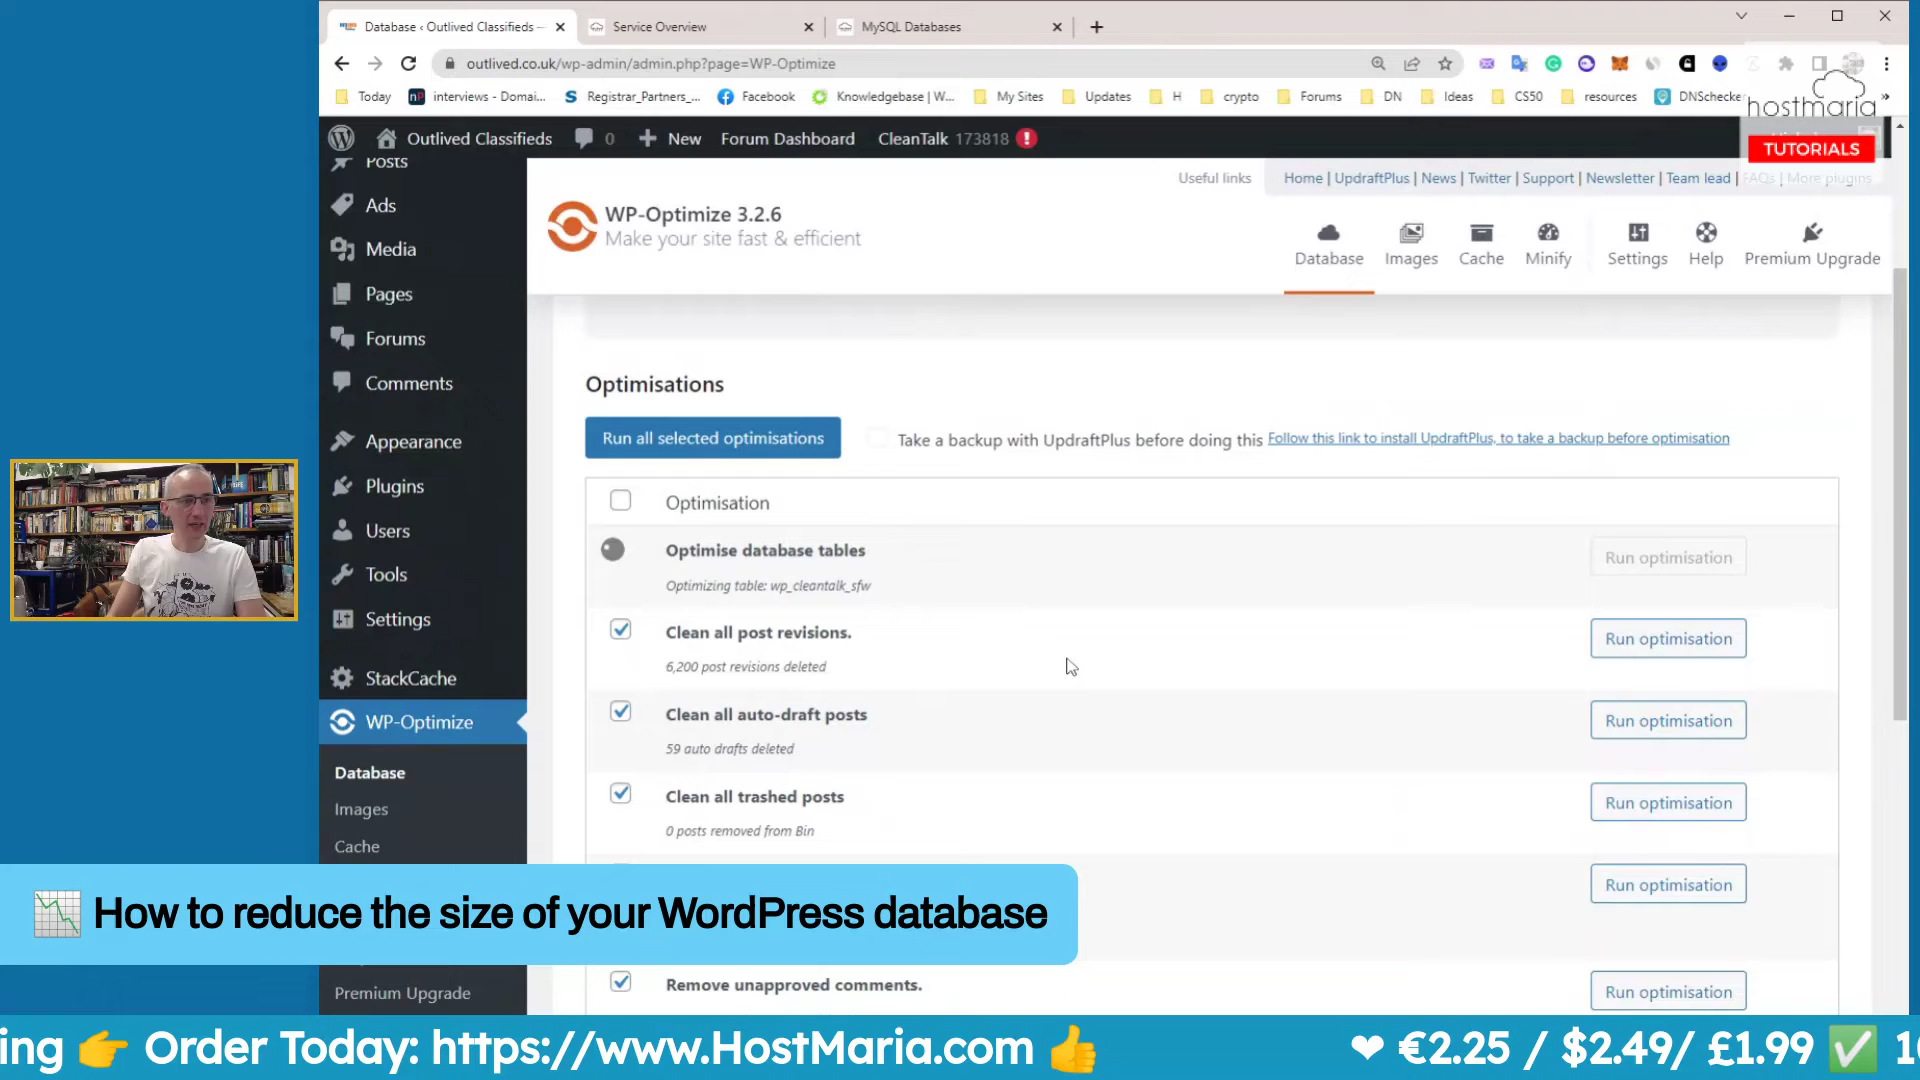 Database ‹ Outlived Classifieds –
Service Overview
MySQL Databases
outlived.co.uk/wp-admin/admin.php?page=WP-Optimize
Today
interviews - Domai...
Registrar_Partners_...
Facebook
Knowledgebase | W...
My Sites
Updates
H
crypto
Forums
DN
Ideas
CS50
resources
DNSchecke
hostmaria
TUTORIALS
Outlived Classifieds
0
New
Forum Dashboard
CleanTalk 173818
Useful links
Home | UpdraftPlus | News | Twitter | Support | Newsletter | Team lead | FAQs | More plugins
WP-Optimize 3.2.6
Make your site fast & efficient
Database
Images
Cache
Minify
Settings
Help
Premium Upgrade
Posts
Ads
Media
Pages
Forums
Comments
Appearance
Plugins
Users
Tools
Settings
StackCache
WP-Optimize
Database
Images
Cache
Premium Upgrade
Optimisations
Run all selected optimisations
Take a backup with UpdraftPlus before doing this Follow this link to install UpdraftPlus, to take a backup before optimisation
Optimisation
Optimise database tables
Optimizing table: wp_cleantalk_sfw
Run optimisation
Clean all post revisions.
6,200 post revisions deleted
Run optimisation
Clean all auto-draft posts
59 auto drafts deleted
Run optimisation
Clean all trashed posts
0 posts removed from Bin
Run optimisation
Run optimisation
Remove unapproved comments.
Run optimisation
How to reduce the size of your WordPress database
ing 👉 Order Today: https://www.HostMaria.com 👍 ❤ €2.25 / $2.49/ £1.99 ✅ 1